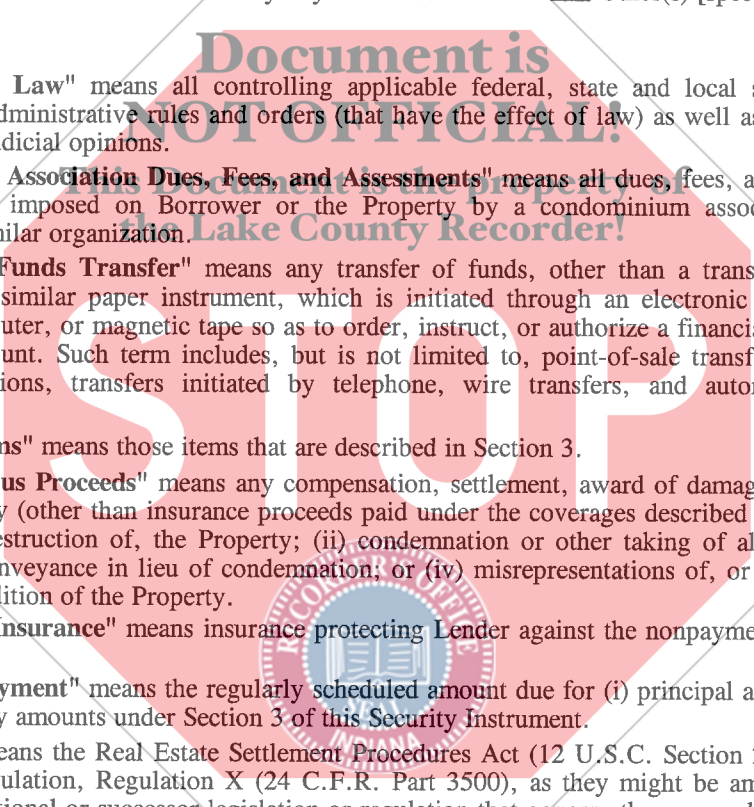 Document is
Law" means all controlling applicable federal, state and local
dministrative rules and orders (that have the effect of law) as well as
NOT OFFICIAL!
dicial opinions.
Association Dues, Fees, and Assessments" means all dues, fees, a
This Document is the property of
imposed on Borrower or the Property by a condominium asso
the Lake County Recorder!
nilar organization.
Funds Transfer" means any transfer of funds, other than a trans
similar paper instrument, which is initiated through an electronic
uter, or magnetic tape so as to order, instruct, or authorize a financi
unt. Such term includes, but is not limited to, point-of-sale transf
ions, transfers initiated by telephone, wire transfers, and auto
STOP
ns" means those items that are described in Section 3.
us Proceeds" means any compensation, settlement, award of damag
y (other than insurance proceeds paid under the coverages described
estruction of, the Property; (ii) condemnation or other taking of al
nveyance in lieu of condemnation; or (iv) misrepresentations of, or
lition of the Property.
Insurance" means insurance protecting Lender against the nonpayme
RECORDER'S OFFICE
SEAL
INDIANA
yment" means the regularly scheduled amount due for (i) principal a
y amounts under Section 3 of this Security Instrument.
eans the Real Estate Settlement Procedures Act (12 U.S.C. Section
ulation, Regulation X (24 C.F.R. Part 3500), as they might be am